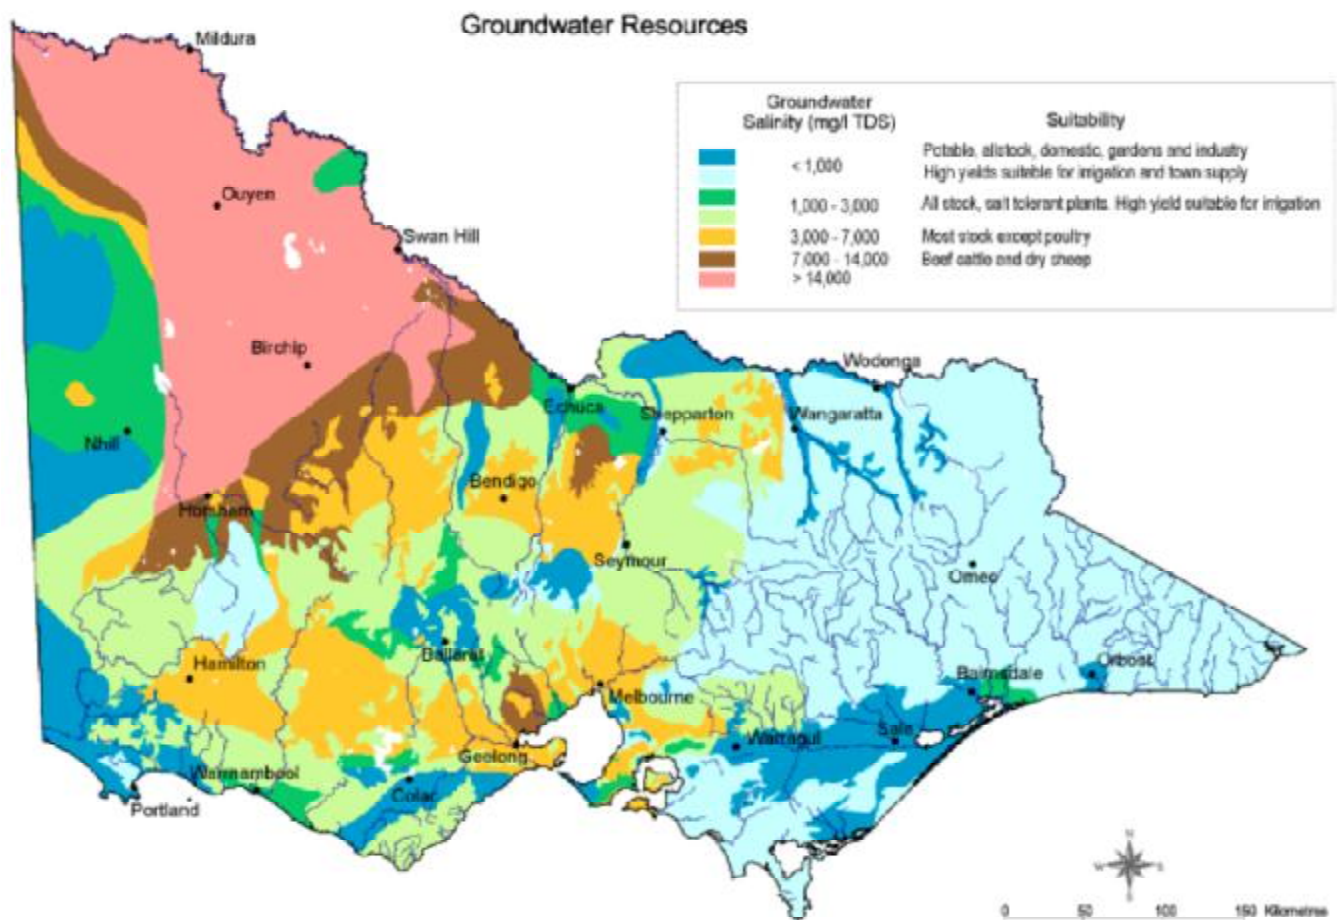 Groundwater Resources
Mildura
Groundwater
Salinity (mg/l TDS)
Suitability
< 1,000
Potable, allstock, domestic, gardens and industry
High yields suitable for irrigation and town supply
1,000 - 3,000
All stock, salt tolerant plants. High yield suitable for irrigation
3,000 - 7,000
Most stock except poultry
7,000 - 14,000
Beef cattle and dry sheep
> 14,000
Ouyen
Swan Hill
Birchip
Wodonga
Echuca
Shepparton
Wangaratta
Nhill
Bendigo
Horsham
Seymour
Omeo
Ballarat
Hamilton
Bairnsdale
Orbost
Melbourne
Warragul
Sale
Geelong
Warrnambool
Colac
Portland
N
W
E
S
0 50 100 150 Kilometres